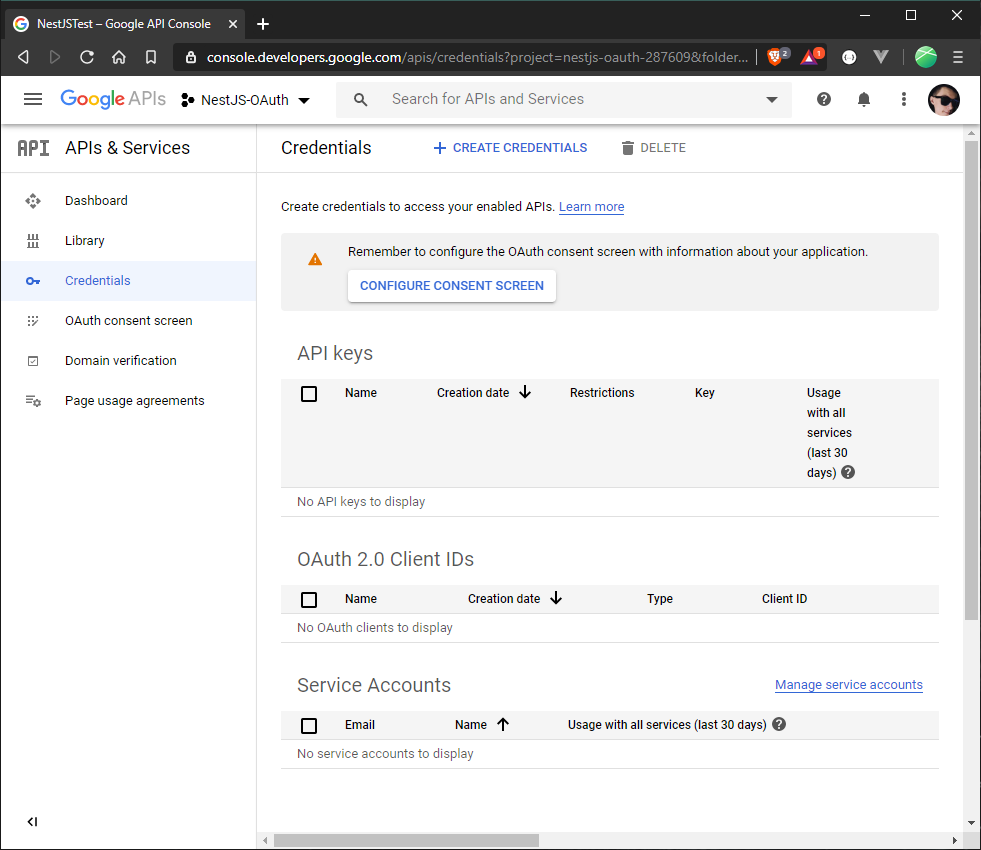 NestJSTest – Google API Console
console.developers.google.com/apis/credentials?project=nestjs-oauth-287609&folder...
2
1
Google APIs
NestJS-OAuth
Search for APIs and Services
API APIs & Services
Credentials
CREATE CREDENTIALS
DELETE
Dashboard
Library
Credentials
OAuth consent screen
Domain verification
Page usage agreements
Create credentials to access your enabled APIs. Learn more
Remember to configure the OAuth consent screen with information about your application.
CONFIGURE CONSENT SCREEN
API keys
Name Creation date Restrictions Key Usage
with all
services
(last 30
days)
No API keys to display
OAuth 2.0 Client IDs
Name Creation date Type Client ID
No OAuth clients to display
Service Accounts Manage service accounts
Email Name Usage with all services (last 30 days)
No service accounts to display